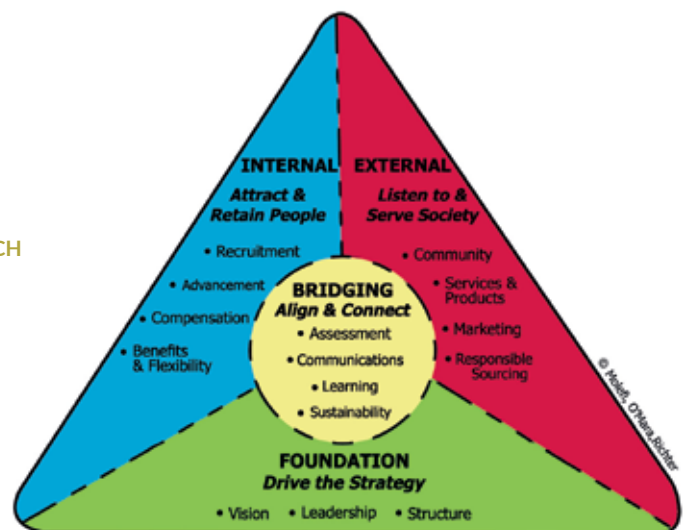 CH
INTERNAL
Attract &
Retain People
• Recruitment
• Advancement
• Compensation
• Benefits
& Flexibility
EXTERNAL
Listen to &
Serve Society
• Community
• Services &
Products
• Marketing
• Responsible
Sourcing
BRIDGING
Align & Connect
• Assessment
• Communications
• Learning
• Sustainability
FOUNDATION
Drive the Strategy
• Vision • Leadership • Structure
© Molefi, O'Mara, Richter